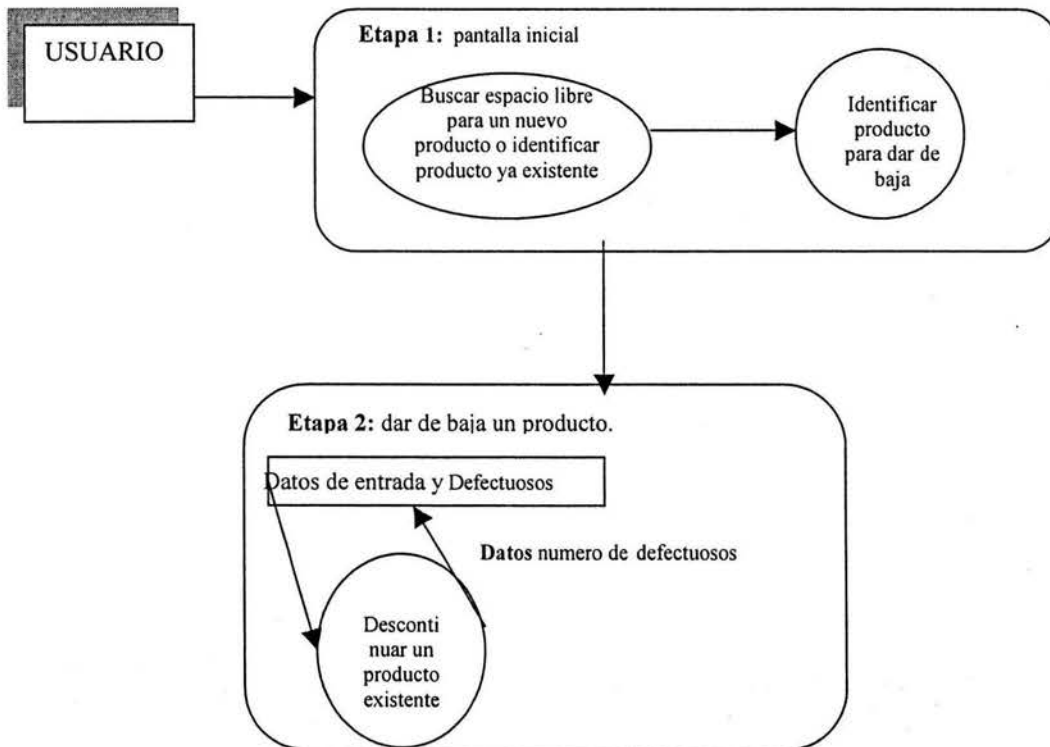 USUARIO
Etapa 1: pantalla inicial
Buscar espacio libre
para un nuevo
producto o identificar
producto ya existente
Identificar
producto
para dar de
baja
Etapa 2: dar de baja un producto.
Datos de entrada y Defectuosos
Datos numero de defectuosos
Desconti
nuar un
producto
existente